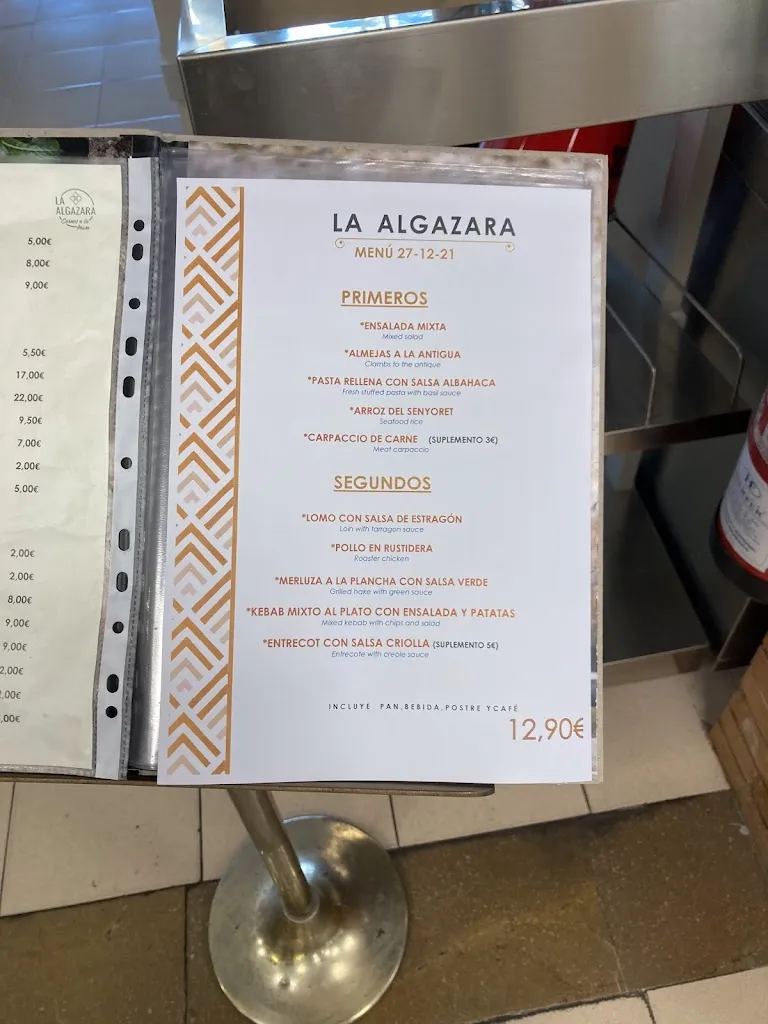 LA
ALGAZARA
5,00€
8,00€
9,00€
5,50€
17,00€
22,00€
9,50€
7,00€
2,00€
5,00€
2,00€
2,00€
8,00€
9,00€
9,00€
2,00€
,00€
,00€
LA ALGAZARA
MENÚ 27-12-21
PRIMEROS
*ENSALADA MIXTA
Mixed salad
*ALMEJAS A LA ANTIGUA
Clambs to the antique
*PASTA RELLENA CON SALSA ALBAHACA
Fresh stuffed pasta with basil sauce
*ARROZ DEL SENYORET
Seafood rice
*CARPACCIO DE CARNE (SUPLEMENTO 3€)
Meat carpaccio
SEGUNDOS
*LOMO CON SALSA DE ESTRAGÓN
Loin with tarragon sauce
*POLLO EN RUSTIDERA
Roaster chicken
*MERLUZA A LA PLANCHA CON SALSA VERDE
Grilled hake with green sauce
*KEBAB MIXTO AL PLATO CON ENSALADA Y PATATAS
Mixed kebab with chips and salad
*ENTRECOT CON SALSA CRIOLLA (SUPLEMENTO 5€)
Entrecote with creole sauce
INCLUYE PAN,BEBIDA,POSTRE YCAFÉ
12,90€